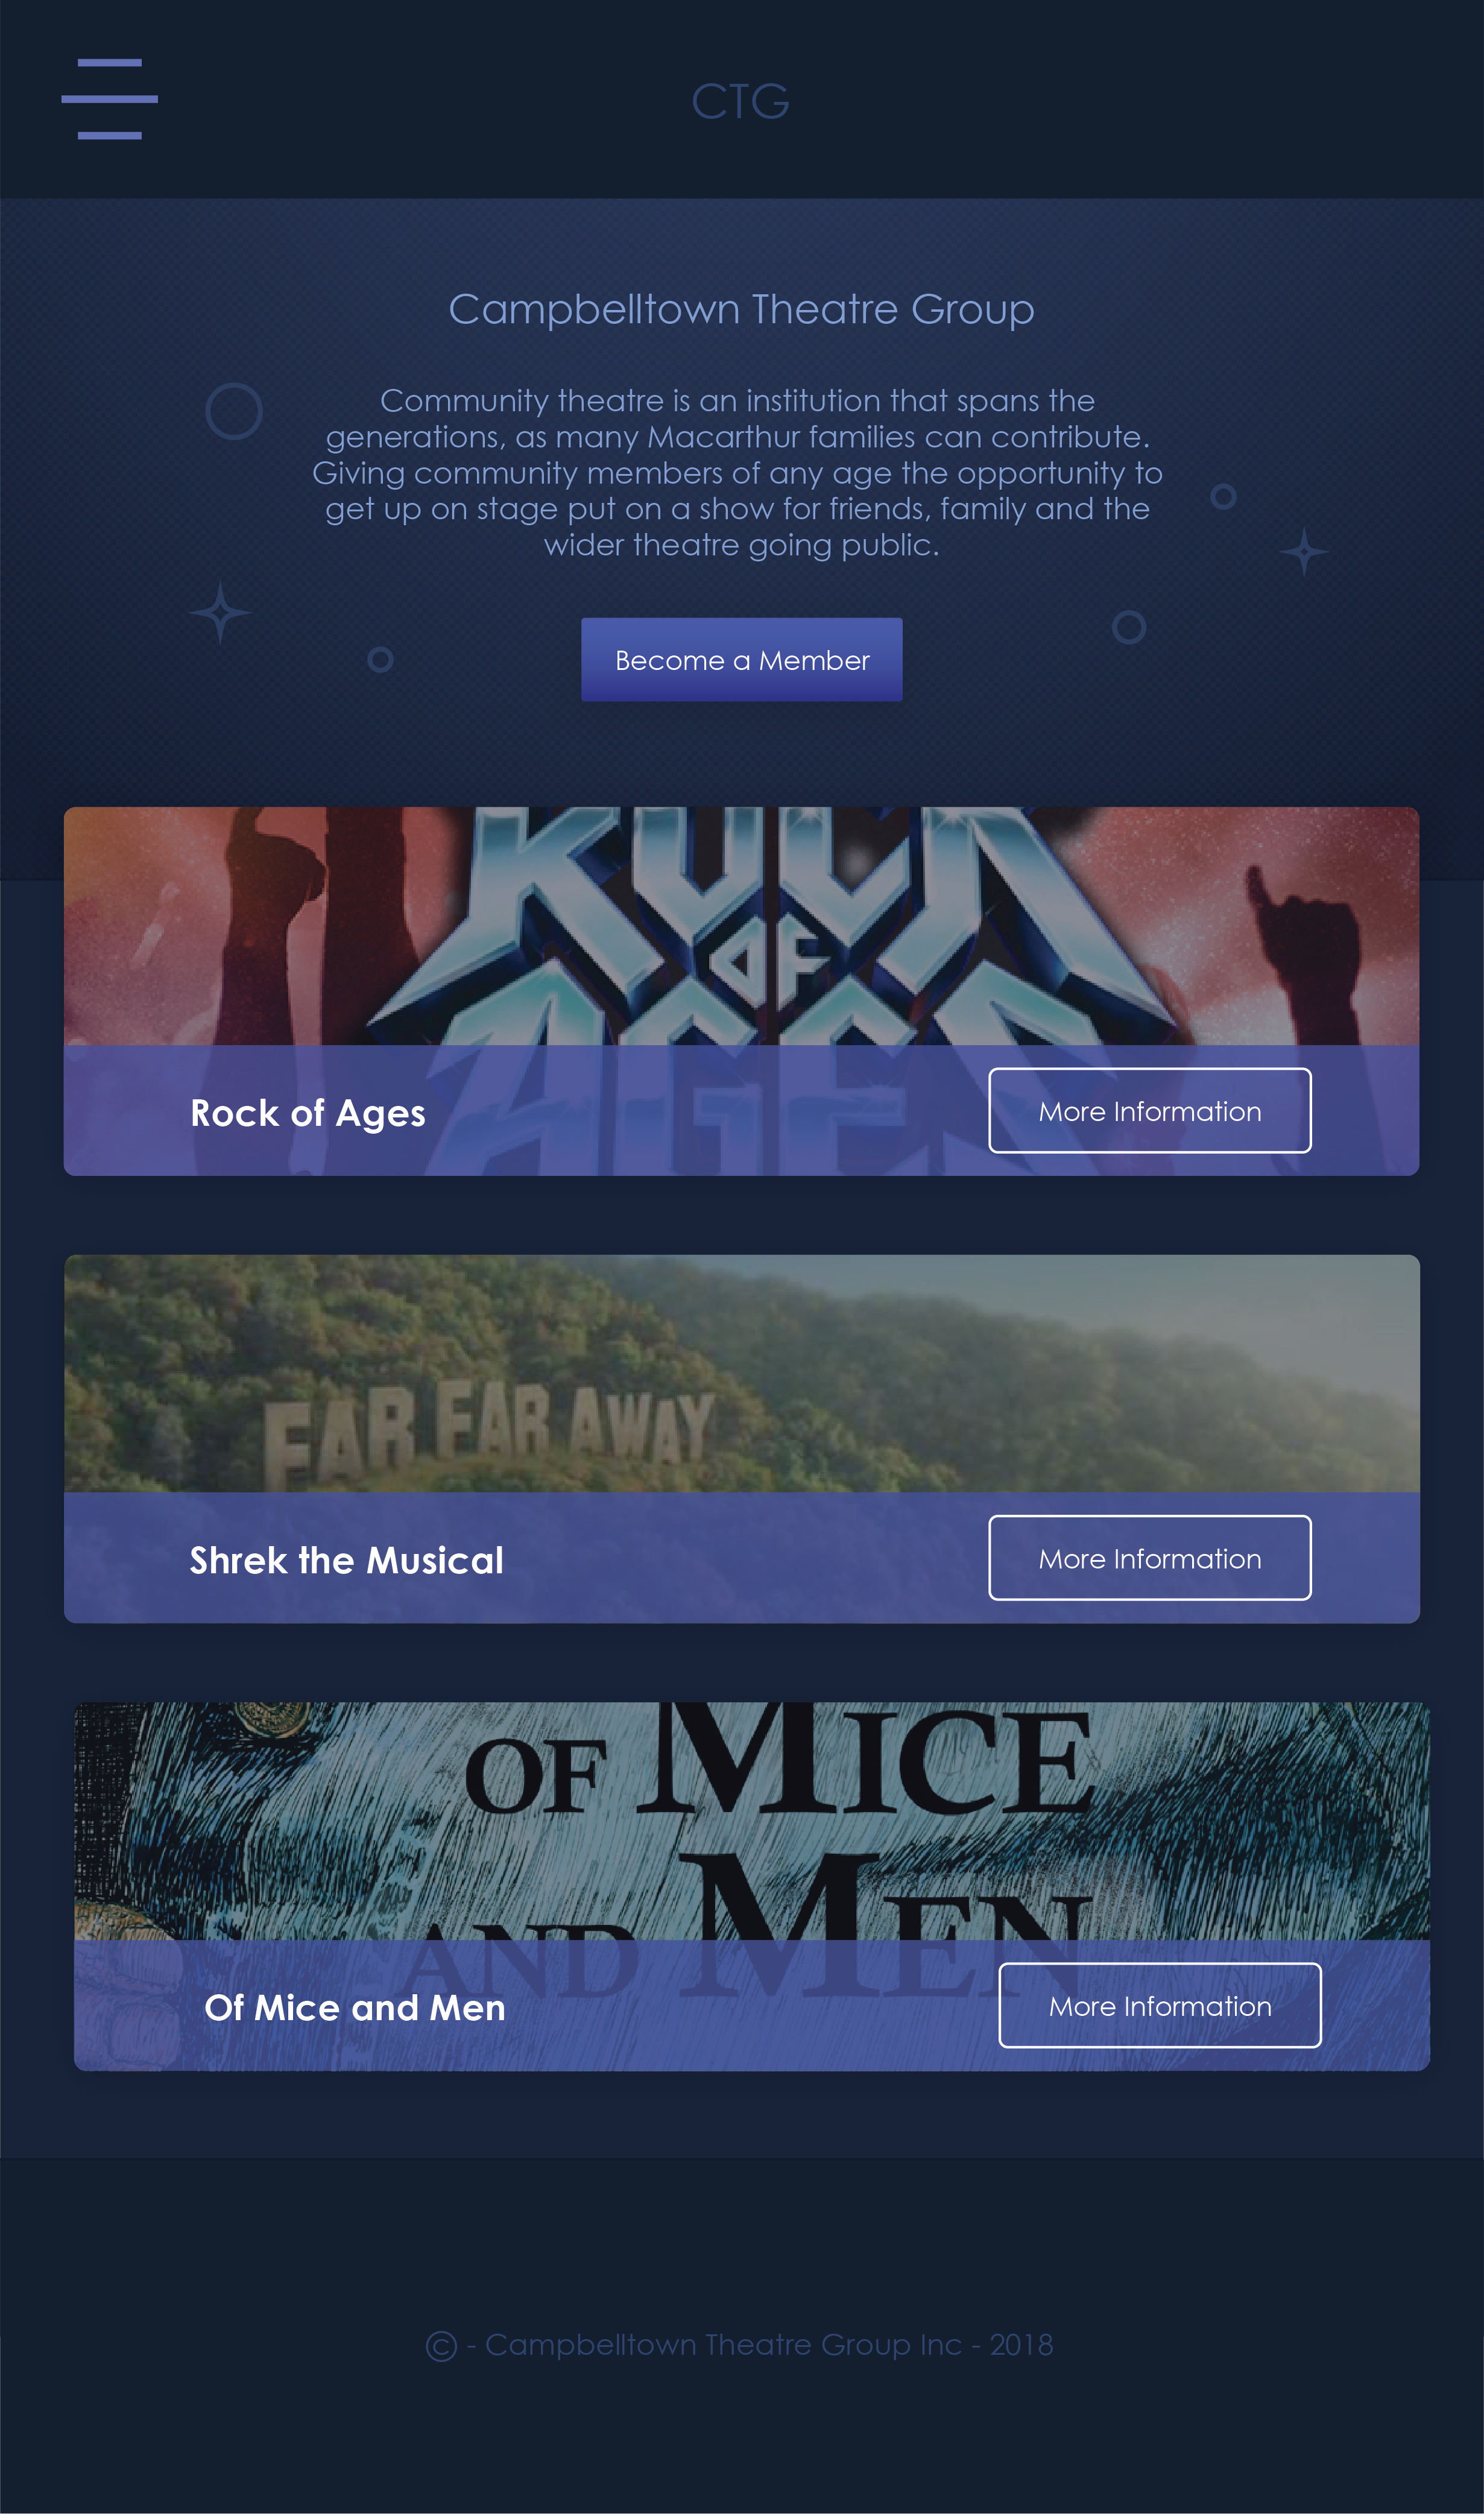 CTG
Campbelltown Theatre Group
Community theatre is an institution that spans the
generations, as many Macarthur families can contribute.
Giving community members of any age the opportunity to
get up on stage put on a show for friends, family and the
wider theatre going public.
Become a Member
ROCK
OF
AGES
Rock of Ages
More Information
FAR FAR AWAY
Shrek the Musical
More Information
OF MICE
AND MEN
Of Mice and Men
More Information
© - Campbelltown Theatre Group Inc - 2018